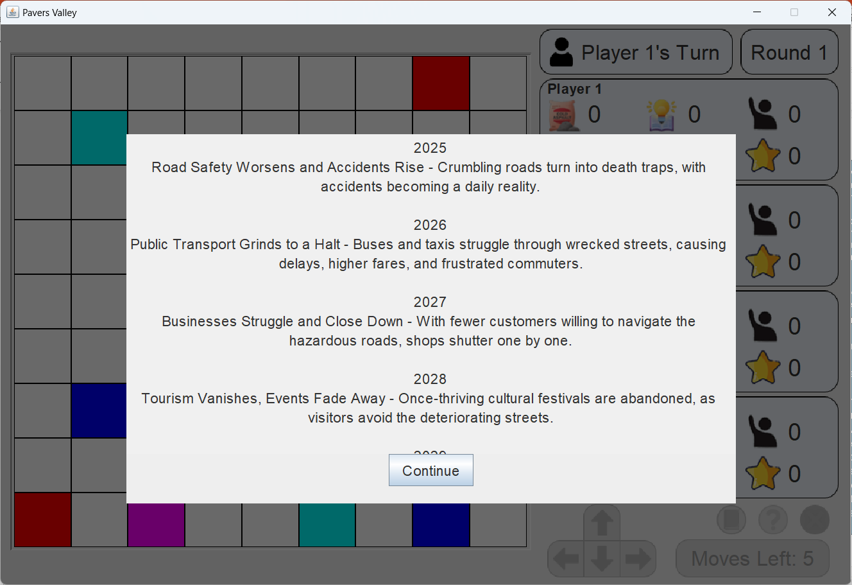 Pavers Valley
Player 1's Turn
Round 1
Player 1
0
0
0
0
2025
Road Safety Worsens and Accidents Rise - Crumbling roads turn into death traps, with
accidents becoming a daily reality.
2026
Public Transport Grinds to a Halt - Buses and taxis struggle through wrecked streets, causing
delays, higher fares, and frustrated commuters.
2027
Businesses Struggle and Close Down - With fewer customers willing to navigate the
hazardous roads, shops shutter one by one.
2028
Tourism Vanishes, Events Fade Away - Once-thriving cultural festivals are abandoned, as
visitors avoid the deteriorating streets.
2029
Continue
0
0
0
0
0
0
?
Moves Left: 5